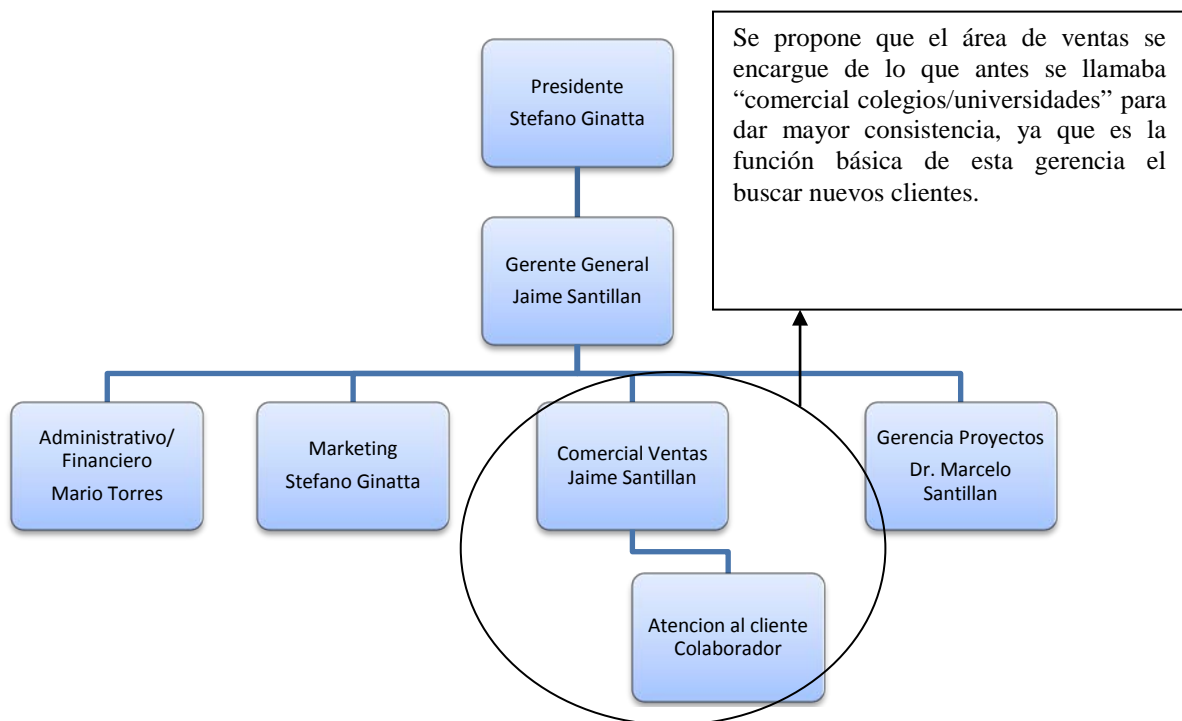 Se propone que el área de ventas se
encargue de lo que antes se llamaba
“comercial colegios/universidades” para
dar mayor consistencia, ya que es la
función básica de esta gerencia el
buscar nuevos clientes.
Presidente
Stefano Ginatta
Gerente General
Jaime Santillan
Administrativo/
Financiero
Mario Torres
Marketing
Stefano Ginatta
Comercial Ventas
Jaime Santillan
Gerencia Proyectos
Dr. Marcelo
Santillan
Atencion al cliente
Colaborador